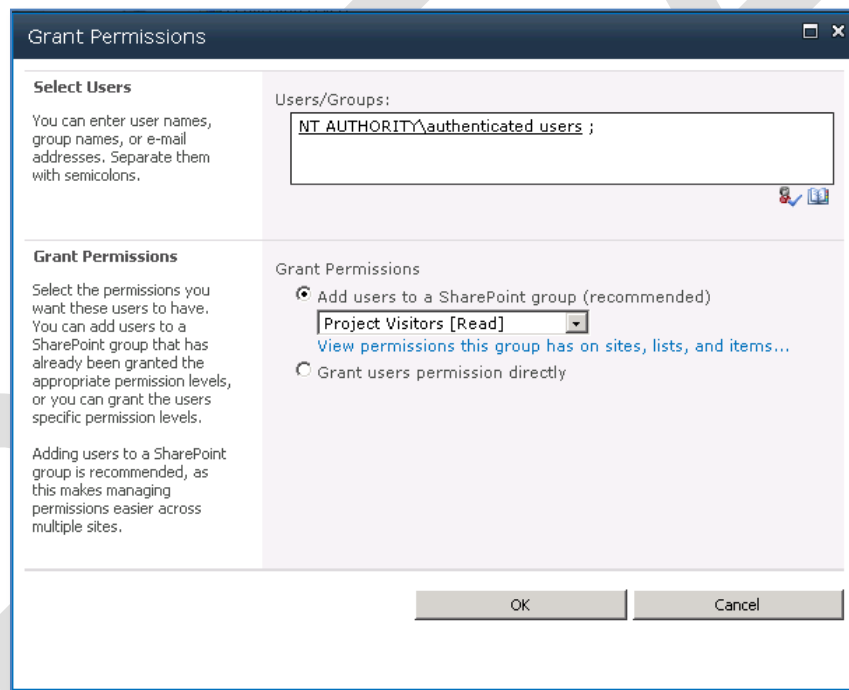 Grant Permissions
Select Users
You can enter user names,
group names, or e-mail
addresses. Separate them
with semicolons.
Users/Groups:
NT AUTHORITY\authenticated users ;
Grant Permissions
Select the permissions you
want these users to have.
You can add users to a
SharePoint group that has
already been granted the
appropriate permission levels,
or you can grant the users
specific permission levels.
Adding users to a SharePoint
group is recommended, as
this makes managing
permissions easier across
multiple sites.
Grant Permissions
Add users to a SharePoint group (recommended)
Project Visitors [Read]
View permissions this group has on sites, lists, and items...
Grant users permission directly
OK
Cancel